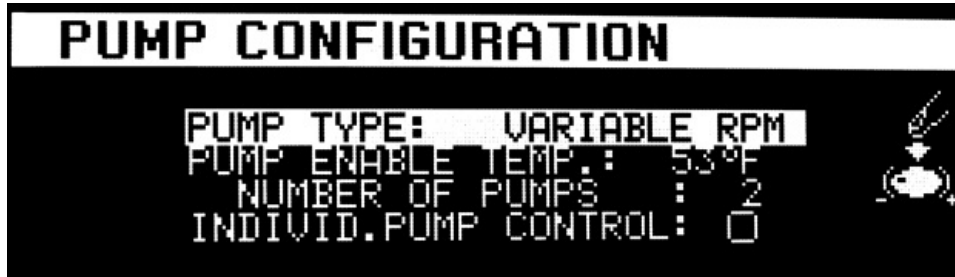 PUMP CONFIGURATION
PUMP TYPE: VARIABLE RPM
PUMP ENABLE TEMP.: 53°F
NUMBER OF PUMPS : 2
INDIVID.PUMP CONTROL: